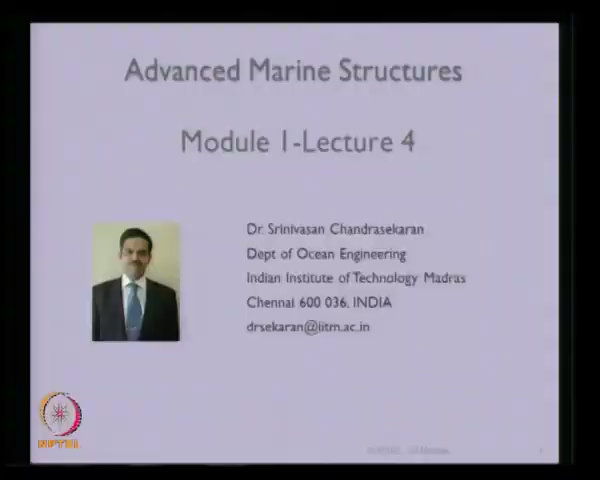 Advanced Marine Structures
Module 1-Lecture 4
Dr. Srinivasan Chandrasekaran
Dept of Ocean Engineering
Indian Institute of Technology Madras
Chennai 600 036, INDIA
drsekaran@iitm.ac.in
NPTEL